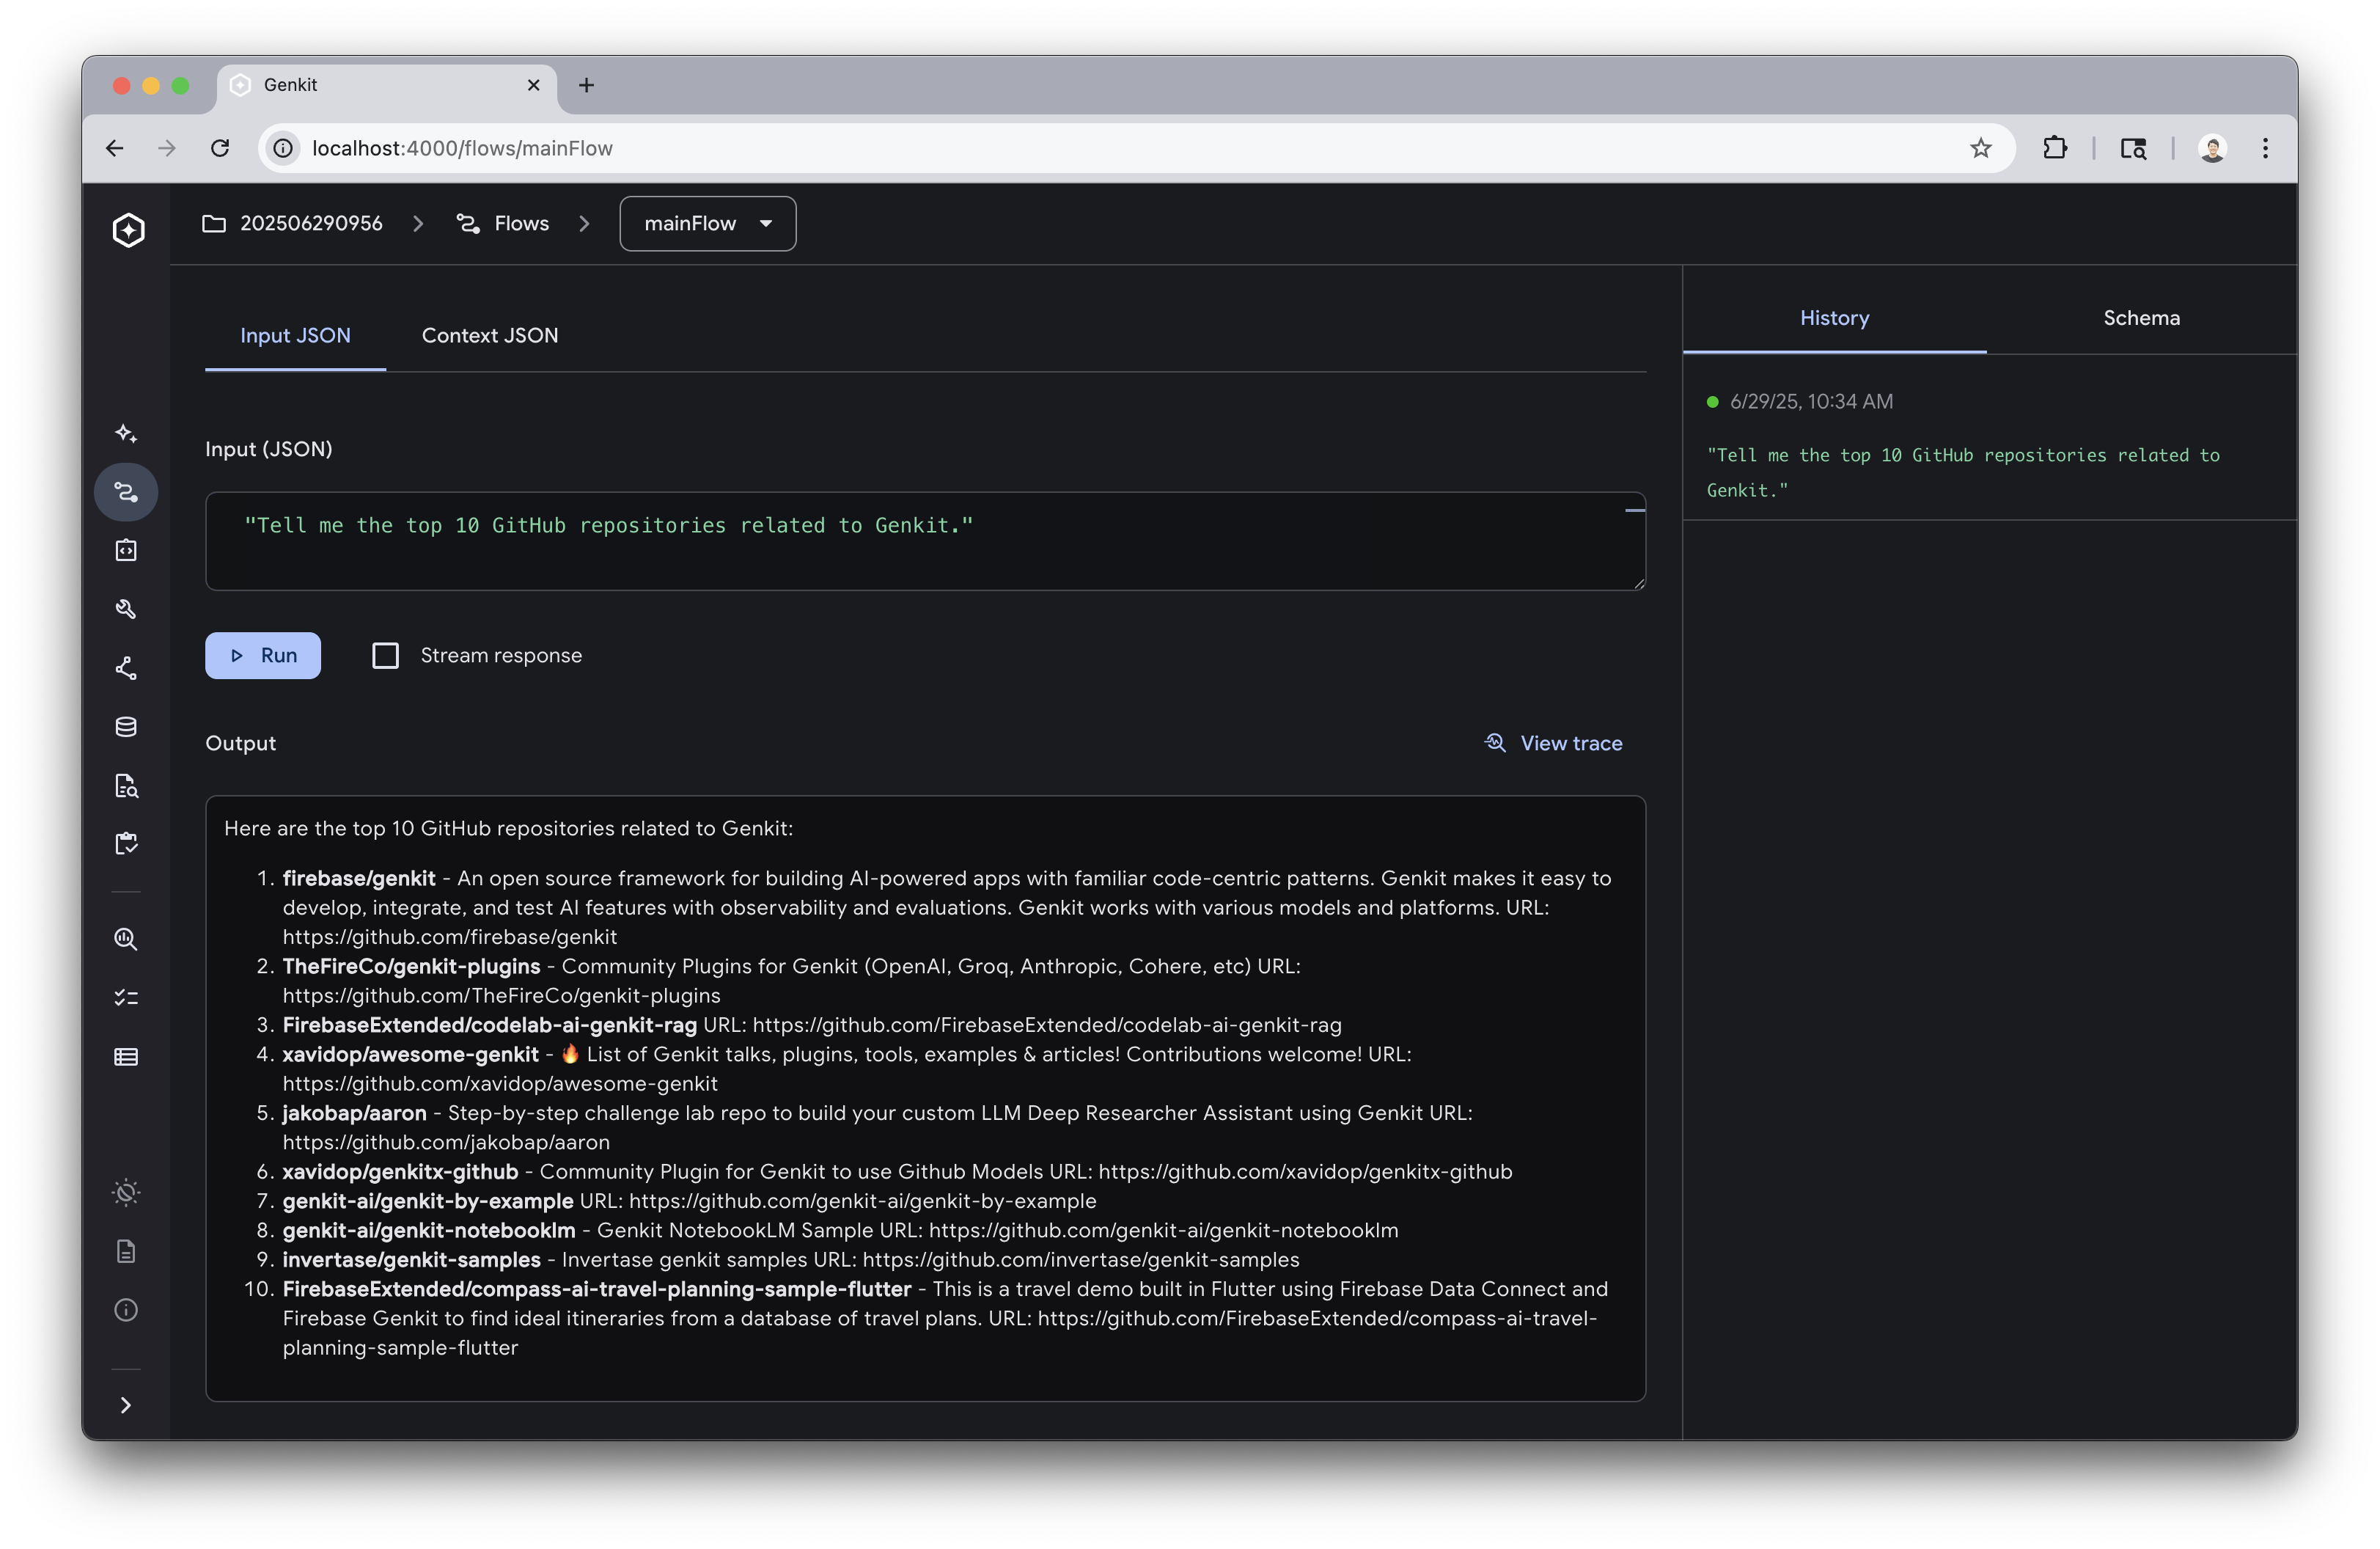 Genkit
localhost:4000/flows/mainFlow
202506290956
Flows
mainFlow
Input JSON
Context JSON
Input (JSON)
"Tell me the top 10 GitHub repositories related to Genkit."
Run
Stream response
Output
View trace
Here are the top 10 GitHub repositories related to Genkit:
1. firebase/genkit - An open source framework for building AI-powered apps with familiar code-centric patterns. Genkit makes it easy to
develop, integrate, and test AI features with observability and evaluations. Genkit works with various models and platforms. URL:
https://github.com/firebase/genkit
2. TheFireCo/genkit-plugins - Community Plugins for Genkit (OpenAI, Groq, Anthropic, Cohere, etc) URL:
https://github.com/TheFireCo/genkit-plugins
3. FirebaseExtended/codelab-ai-genkit-rag URL: https://github.com/FirebaseExtended/codelab-ai-genkit-rag
4. xavidop/awesome-genkit - 🔥 List of Genkit talks, plugins, tools, examples & articles! Contributions welcome! URL:
https://github.com/xavidop/awesome-genkit
5. jakobap/aaron - Step-by-step challenge lab repo to build your custom LLM Deep Researcher Assistant using Genkit URL:
https://github.com/jakobap/aaron
6. xavidop/genkitx-github - Community Plugin for Genkit to use Github Models URL: https://github.com/xavidop/genkitx-github
7. genkit-ai/genkit-by-example URL: https://github.com/genkit-ai/genkit-by-example
8. genkit-ai/genkit-notebooklm - Genkit NotebookLM Sample URL: https://github.com/genkit-ai/genkit-notebooklm
9. invertase/genkit-samples - Invertase genkit samples URL: https://github.com/invertase/genkit-samples
10. FirebaseExtended/compass-ai-travel-planning-sample-flutter - This is a travel demo built in Flutter using Firebase Data Connect and
Firebase Genkit to find ideal itineraries from a database of travel plans. URL: https://github.com/FirebaseExtended/compass-ai-travel-
planning-sample-flutter
History
Schema
6/29/25, 10:34 AM
"Tell me the top 10 GitHub repositories related to
Genkit."